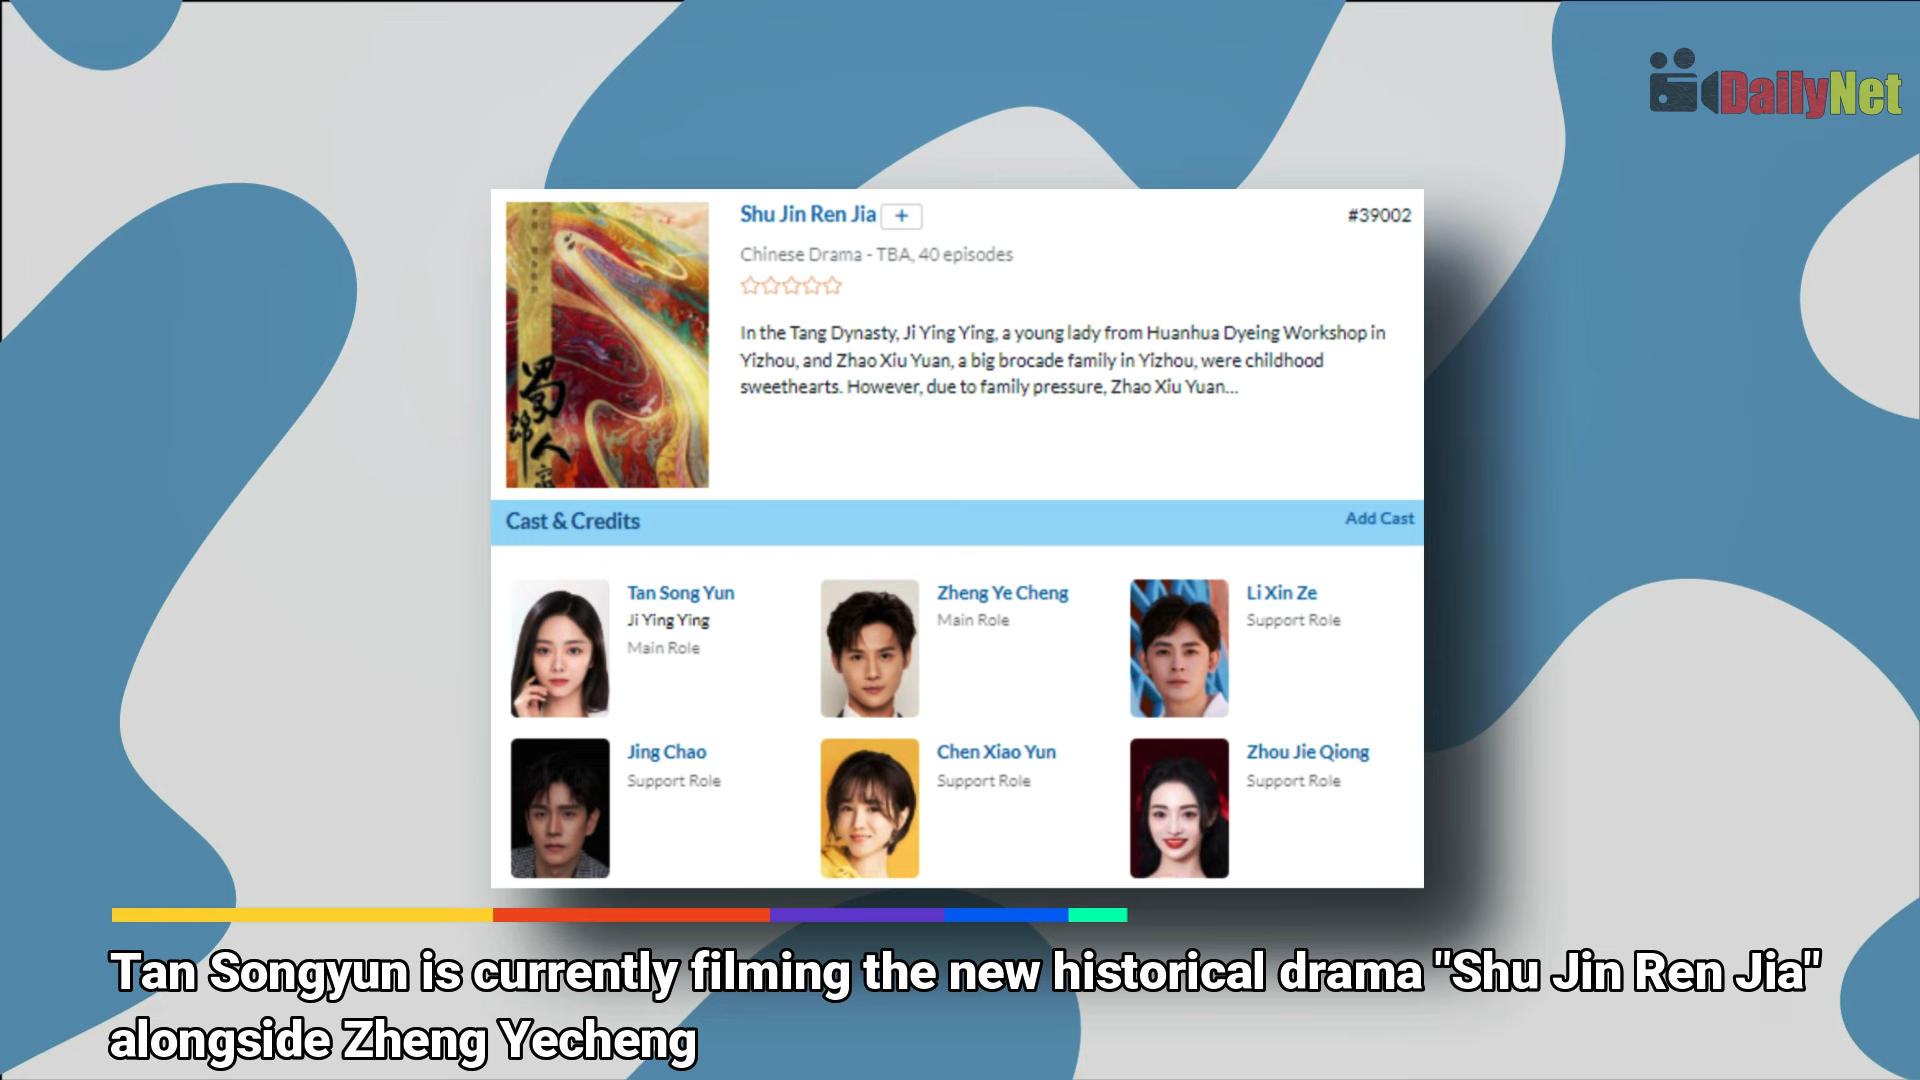 DailyNet
Shu Jin Ren Jia +
#39002
Chinese Drama - TBA, 40 episodes
In the Tang Dynasty, Ji Ying Ying, a young lady from Huanhua Dyeing Workshop in
Yizhou, and Zhao Xiu Yuan, a big brocade family in Yizhou, were childhood
sweethearts. However, due to family pressure, Zhao Xiu Yuan...
蜀
锦
人
家
Cast & Credits
Add Cast
Tan Song Yun
Ji Ying Ying
Main Role
Zheng Ye Cheng
Main Role
Li Xin Ze
Support Role
Jing Chao
Support Role
Chen Xiao Yun
Support Role
Zhou Jie Qiong
Support Role
Tan Songyun is currently filming the new historical drama "Shu Jin Ren Jia"
alongside Zheng Yecheng